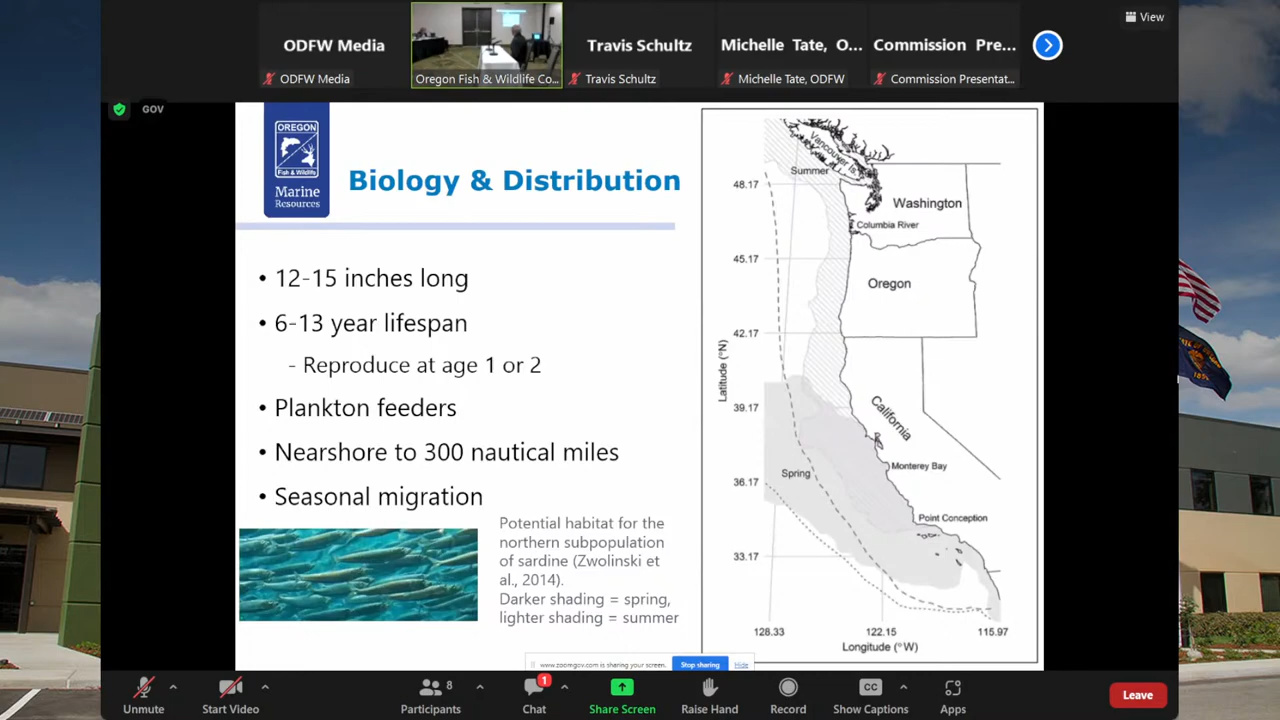 View
ODFW Media
Travis Schultz
Michelle Tate, O...
Commission Pre...
ODFW Media
Oregon Fish & Wildlife Co...
Travis Schultz
Michelle Tate, ODFW
Commission Presentat...
GOV
OREGON
Fish & Wildlife
Marine
Resources
Biology & Distribution
• 12-15 inches long
• 6-13 year lifespan
- Reproduce at age 1 or 2
• Plankton feeders
• Nearshore to 300 nautical miles
• Seasonal migration
Potential habitat for the
northern subpopulation
of sardine (Zwolinski et
al., 2014).
Darker shading = spring,
lighter shading = summer
Vancouver Is.
Summer
48.17
Washington
Columbia River
45.17
Oregon
42.17
Latitude (°N)
39.17
California
Monterey Bay
Spring
36.17
Point Conception
33.17
128.33
122.15
115.97
Longitude (°W)
www.zoomgov.com is sharing your screen.
Stop sharing
Hide
Unmute
Start Video
8
Participants
1
Chat
Share Screen
Raise Hand
Record
CC
Show Captions
Apps
Leave